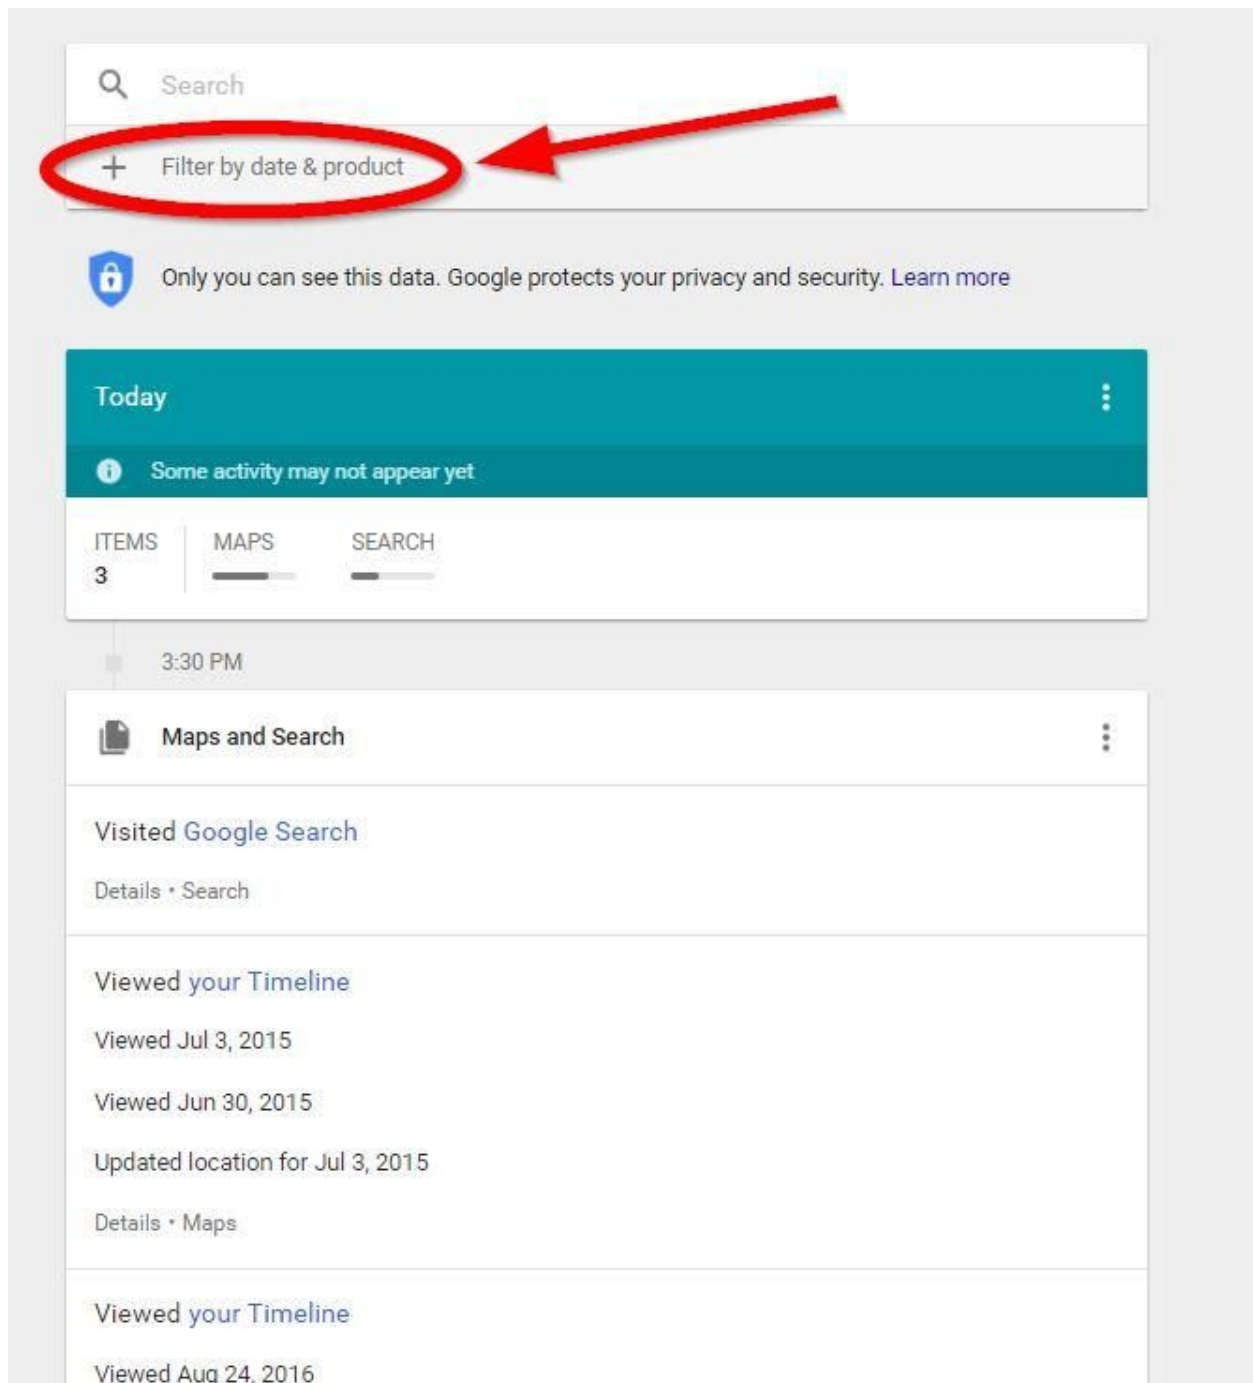 Search
+ Filter by date & product
Only you can see this data. Google protects your privacy and security. Learn more
Today
Some activity may not appear yet
ITEMS MAPS SEARCH
3
3:30 PM
Maps and Search
Visited Google Search
Details • Search
Viewed your Timeline
Viewed Jul 3, 2015
Viewed Jun 30, 2015
Updated location for Jul 3, 2015
Details • Maps
Viewed your Timeline
Viewed Aug 24, 2016